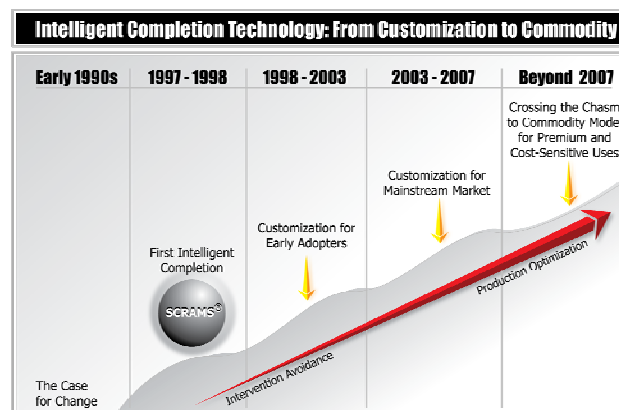 Intelligent Completion Technology: From Customization to Commodity
Early 1990s
1997 - 1998
1998 - 2003
2003 - 2007
Beyond 2007
Crossing the Chasm
to Commodity Mode
for Premium and
Cost-Sensitive Uses
Customization for
Mainstream Market
Customization for
Early Adopters
First Intelligent
Completion
SCRAMS®
Production Optimization
Intervention Avoidance
The Case
for Change